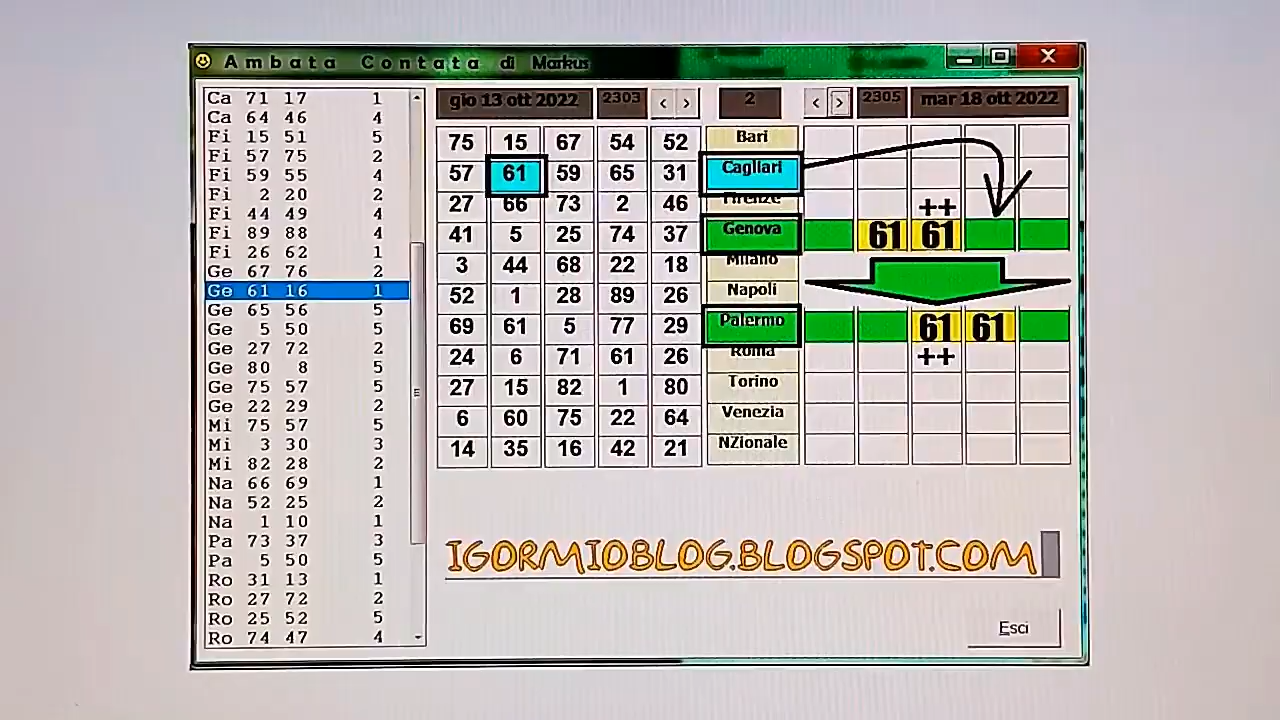 Ambata Contata di Markus
gio 13 ott 2022 2303 < > 2 < > 2305 mar 18 ott 2022
Ca 71 17 1
Ca 64 46 4
Fi 15 51 5
Fi 57 75 2
Fi 59 55 4
Fi 2 20 2
Fi 44 49 4
Fi 89 88 4
Fi 26 62 1
Ge 67 76 2
Ge 61 16 1
Ge 65 56 5
Ge 5 50 5
Ge 27 72 2
Ge 80 8 5
Ge 75 57 5
Ge 22 29 2
Mi 75 57 5
Mi 3 30 3
Mi 82 28 2
Na 66 69 1
Na 52 25 2
Na 1 10 1
Pa 73 37 3
Pa 5 50 5
Ro 31 13 1
Ro 27 72 2
Ro 25 52 5
Ro 74 47 4
75 15 67 54 52 Bari
57 61 59 65 31 Cagliari
27 66 73 2 46 Firenze
++
41 5 25 74 37 Genova 61 61
3 44 68 22 18 Milano
52 1 28 89 26 Napoli
69 61 5 77 29 Palermo 61 61
24 6 71 61 26 Roma ++
27 15 82 1 80 Torino
6 60 75 22 64 Venezia
14 35 16 42 21 NZionale
IGORMIOBLOG.BLOGSPOT.COM
Esci